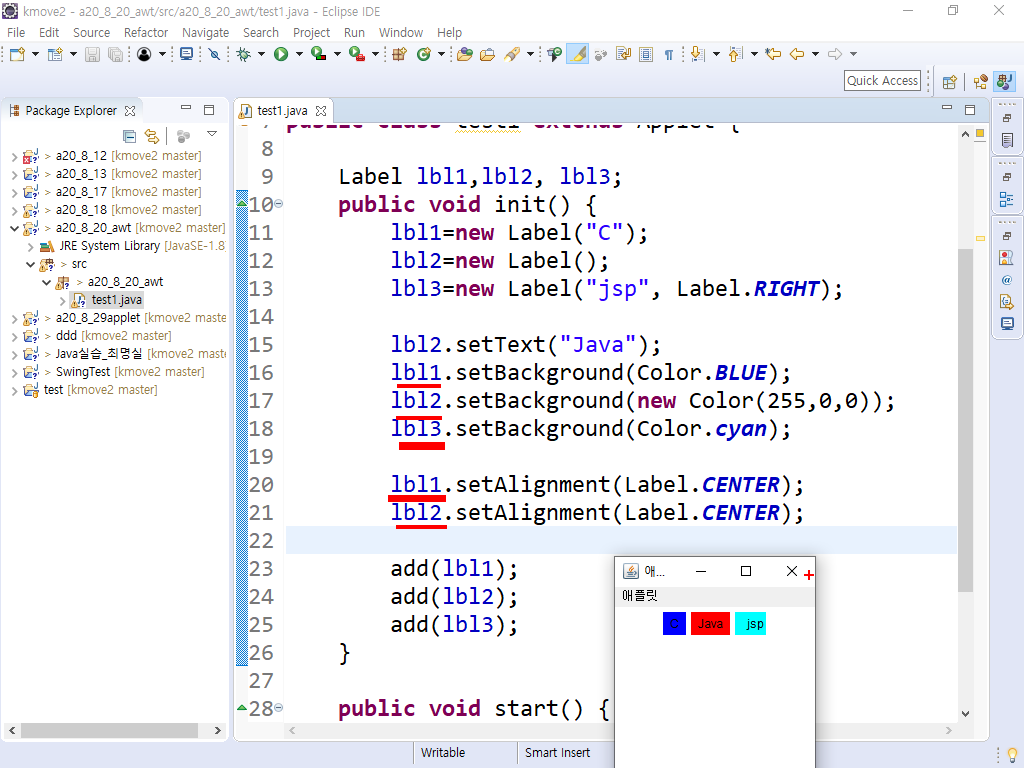 kmove2 - a20_8_20_awt/src/a20_8_20_awt/test1.java - Eclipse IDE
File Edit Source Refactor Navigate Search Project Run Window Help
Quick Access
Package Explorer
test1.java
> a20_8_12 [kmove2 master]
> a20_8_13 [kmove2 master]
> a20_8_17 [kmove2 master]
> a20_8_18 [kmove2 master]
> a20_8_20_awt [kmove2 master]
JRE System Library [JavaSE-1.8
> src
> a20_8_20_awt
test1.java
> a20_8_29applet [kmove2 maste
> ddd [kmove2 master]
> Java실습_최명실 [kmove2 maste
> SwingTest [kmove2 master]
test [kmove2 master]
7 public class test1 extends Applet {
8
9 Label lbl1,lbl2, lbl3;
10 public void init() {
11 lbl1=new Label("C");
12 lbl2=new Label();
13 lbl3=new Label("jsp", Label.RIGHT);
14
15 lbl2.setText("Java");
16 lbl1.setBackground(Color.BLUE);
17 lbl2.setBackground(new Color(255,0,0));
18 lbl3.setBackground(Color.cyan);
19
20 lbl1.setAlignment(Label.CENTER);
21 lbl2.setAlignment(Label.CENTER);
22
23 add(lbl1);
24 add(lbl2);
25 add(lbl3);
26 }
27
28 public void start() {
애...
애플릿
C Java jsp
Writable Smart Insert